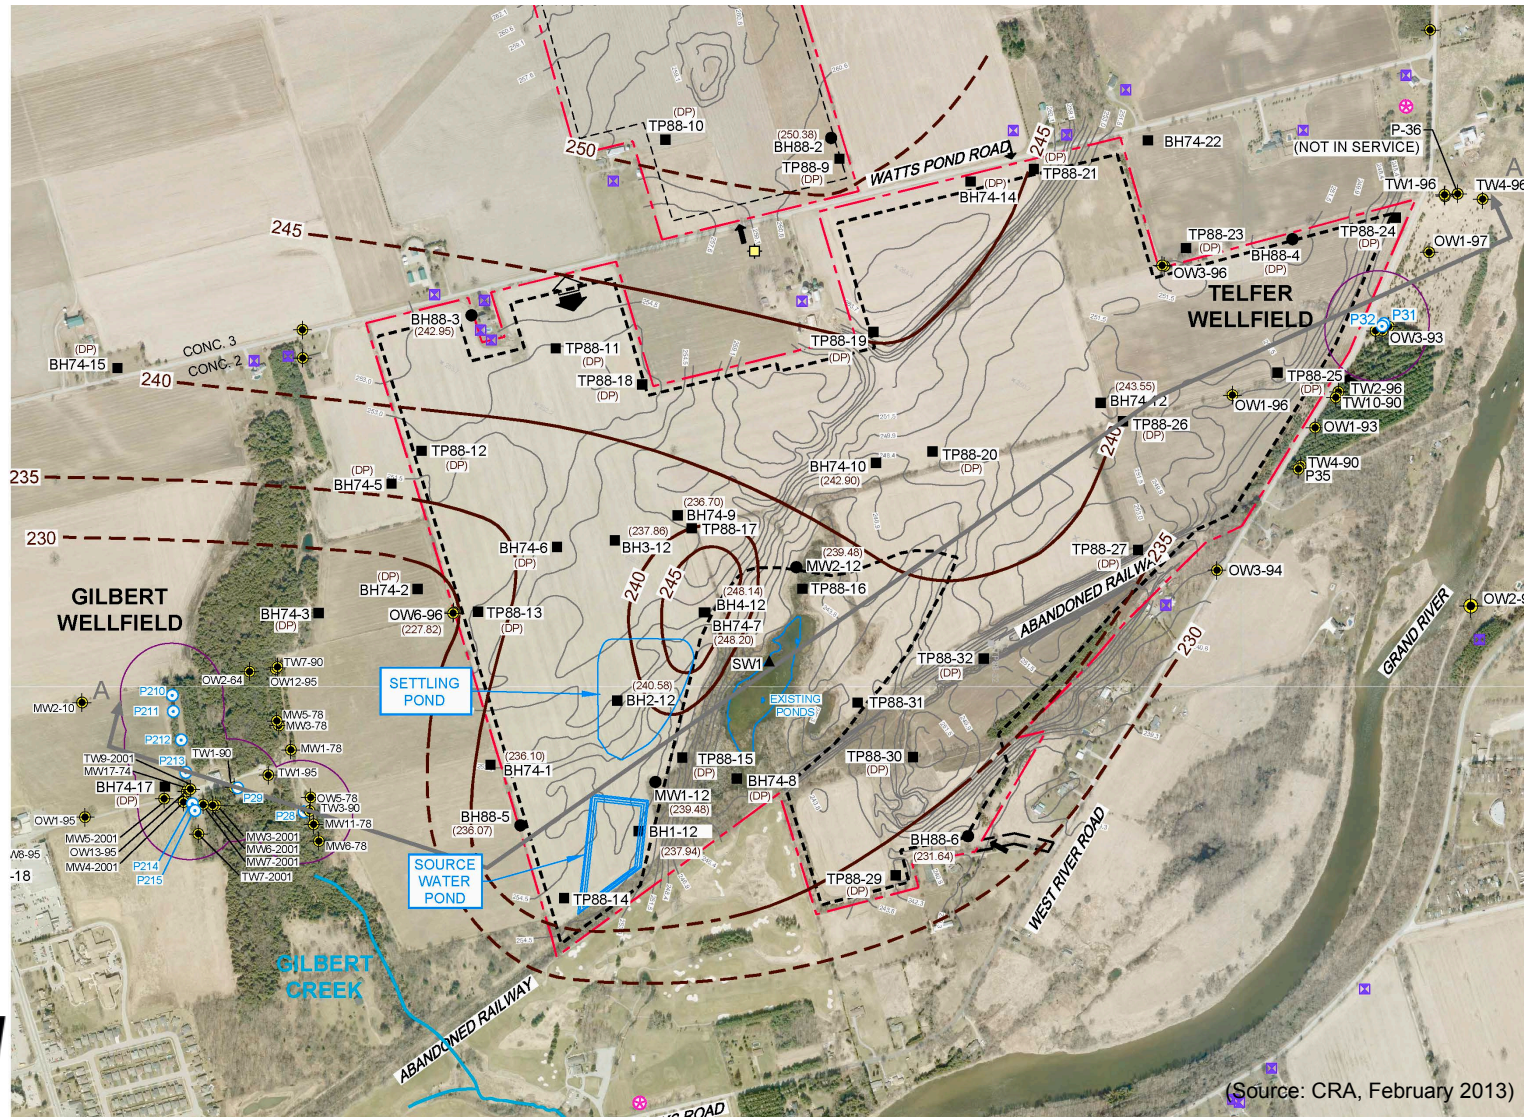 (DP)
TP88-10
(250.38)
BH88-2
TP88-9
(DP)
250
WATTS POND ROAD
245
(DP)
TP88-21
(DP)
BH74-14
BH74-22
P-36
(NOT IN SERVICE)
A
TW1-96
TW4-96
TP88-24
(DP)
OW1-97
TP88-23
(DP)
BH88-4
(DP)
OW3-96
245
TELFER
WELLFIELD
P32
P31
OW3-93
BH88-3
(242.95)
CONC. 3
CONC. 2
(DP)
BH74-15
TP88-11
(DP)
TP88-18
(DP)
TP88-19
(DP)
TP88-25
(DP)
TW2-96
TW10-90
OW1-96
OW1-93
TW4-90
P35
240
(243.55)
BH74-12
TP88-26
(DP)
240
TP88-12
(DP)
TP88-20
(DP)
BH74-10
(242.90)
235
(DP)
BH74-5
(236.70)
BH74-9
TP88-17
(237.86)
BH3-12
BH74-6
230
(239.48)
MW2-12
TP88-16
TP88-27
(DP)
235
ABANDONED RAILWAY
OW3-94
240
245
(248.14)
BH4-12
BH74-7
(248.20)
(DP)
BH74-2
GILBERT
WELLFIELD
BH74-3
(DP)
OW6-96
(227.82)
TP88-13
(DP)
230
GRAND RIVER
SW1
TP88-32
(DP)
TW7-90
OW2-64
OW12-95
SETTLING
POND
(240.58)
BH2-12
EXISTING
PONDS
TP88-31
A
MW2-10
P210
P211
P212
P213
MW5-78
MW3-78
MW1-78
TW1-90
TW9-2001
MW17-74
BH74-17
(DP)
TW1-95
P29
P28
OW5-78
TW3-90
MW11-78
MW6-78
OW1-95
MW5-2001
OW13-95
MW4-2001
P214
P215
MW3-2001
MW6-2001
MW7-2001
TW7-2001
(236.10)
BH74-1
TP88-15
(DP)
BH74-8
(DP)
TP88-30
(DP)
MW1-12
(239.48)
BH88-5
(236.07)
BH1-12
(237.94)
BH88-6
(231.64)
SOURCE
WATER
POND
TP88-14
TP88-29
(DP)
WEST RIVER ROAD
GILBERT
CREEK
ABANDONED RAILWAY
ROAD
(Source: CRA, February 2013)